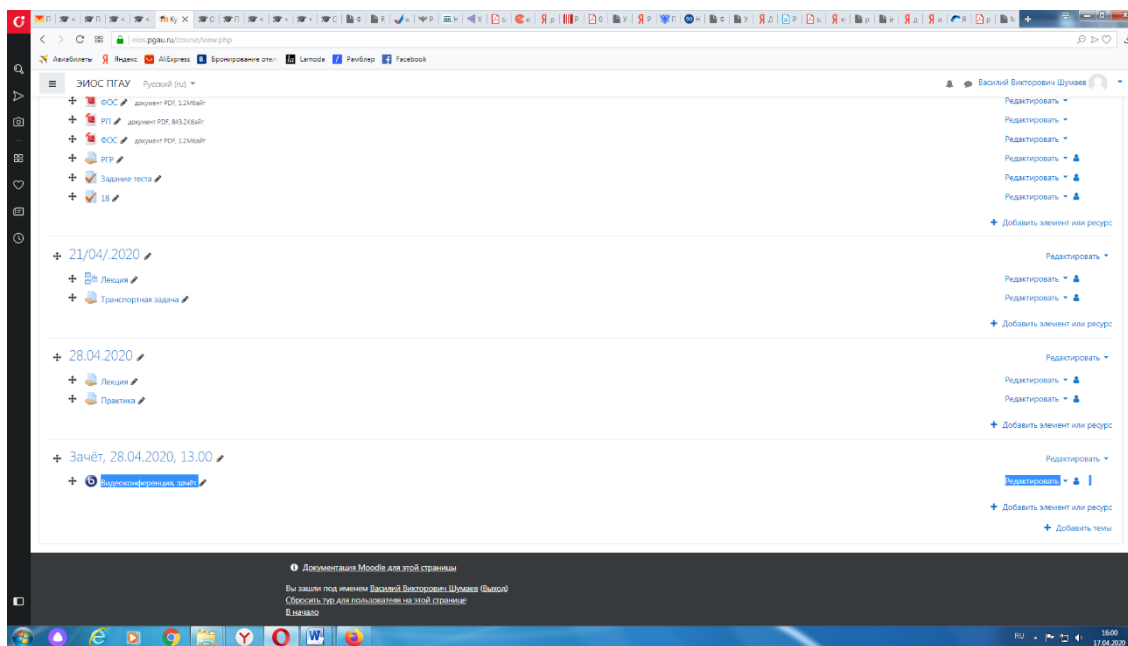 eios.pgau.ru/course/view.php
Авиабилеты Яндекс AliExpress Бронирование отел Lamoda Рамблер Facebook
ЭИОС ПГАУ Русский (ru) Василий Викторович Шумаев
ФОС документ PDF, 1.2Мбайт Редактировать
РП документ PDF, 843.2Кбайт Редактировать
ФОС документ PDF, 1.2Мбайт Редактировать
РГР Редактировать
Задание теста Редактировать
18 Редактировать
Добавить элемент или ресурс
21/04/.2020 Редактировать
Лекция Редактировать
Транспортная задача Редактировать
Добавить элемент или ресурс
28.04.2020 Редактировать
Лекция Редактировать
Практика Редактировать
Добавить элемент или ресурс
Зачёт, 28.04.2020, 13.00 Редактировать
Видеоконференция, зачёт Редактировать
Добавить элемент или ресурс
Добавить темы
Документация Moodle для этой страницы
Вы зашли под именем Василий Викторович Шумаев (Выход)
Сбросить тур для пользователя на этой странице
В начало
RU 16:00
17.04.2020